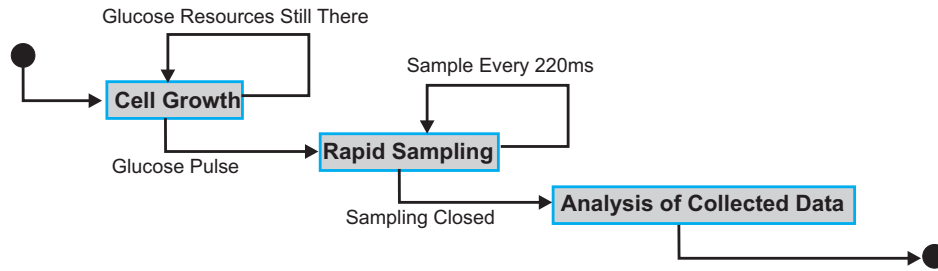 Glucose Resources Still There
Sample Every 220ms
Cell Growth
Rapid Sampling
Glucose Pulse
Analysis of Collected Data
Sampling Closed